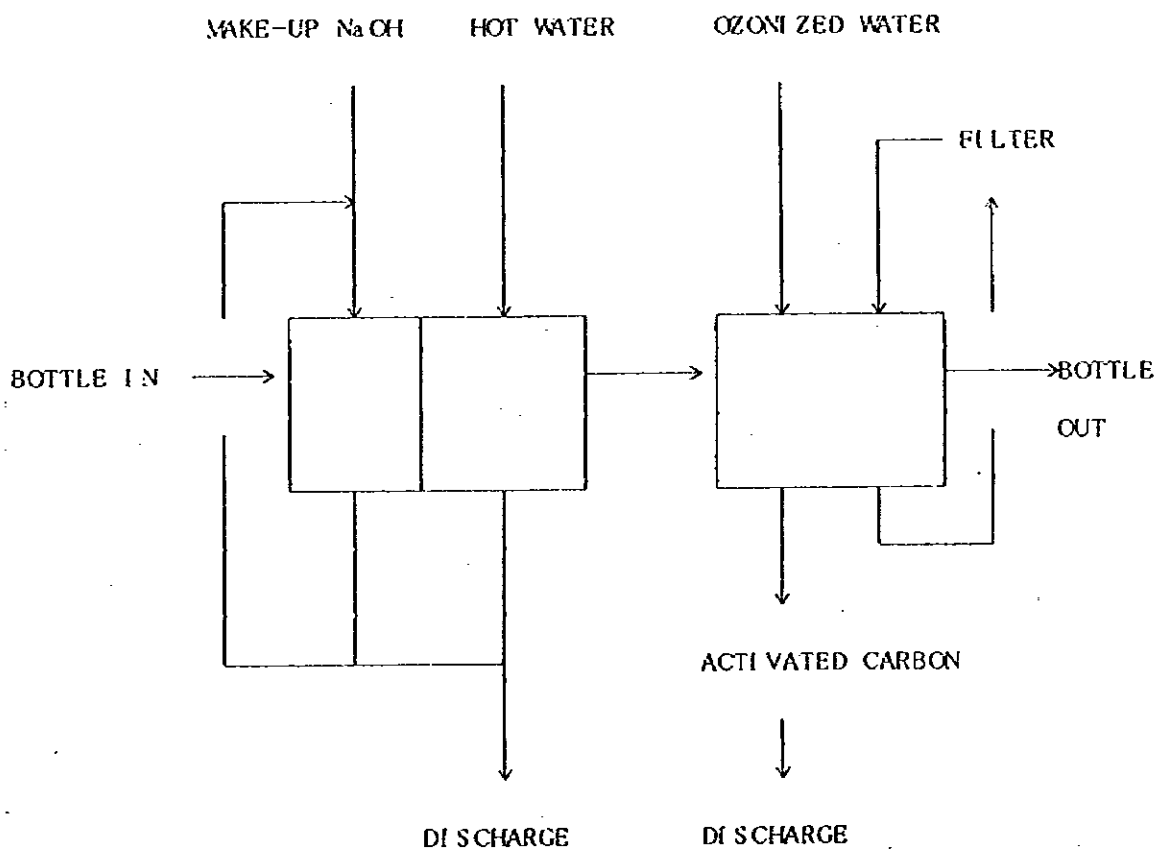 MAKE-UP NaOH HOT WATER OZONIZED WATER
FILTER
BOTTLE IN
BOTTLE
OUT
ACTIVATED CARBON
DISCHARGE DISCHARGE